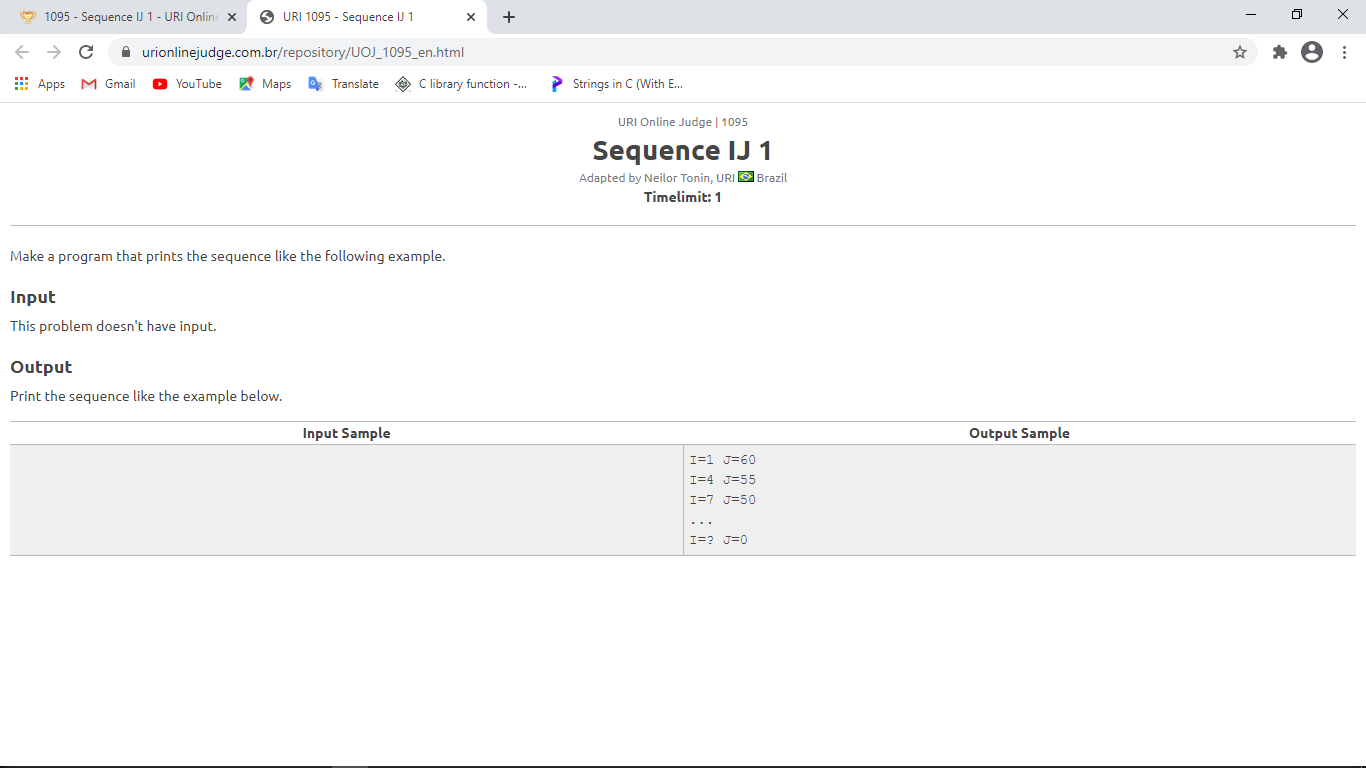 1095 - Sequence IJ 1 - URI Online
URI 1095 - Sequence IJ 1
urionlinejudge.com.br/repository/UOJ_1095_en.html
Apps Gmail YouTube Maps Translate C library function -... Strings in C (With E...
URI Online Judge | 1095
Sequence IJ 1
Adapted by Neilor Tonin, URI Brazil
Timelimit: 1
Make a program that prints the sequence like the following example.
Input
This problem doesn't have input.
Output
Print the sequence like the example below.
Input Sample Output Sample
I=1 J=60
I=4 J=55
I=7 J=50
...
I=? J=0